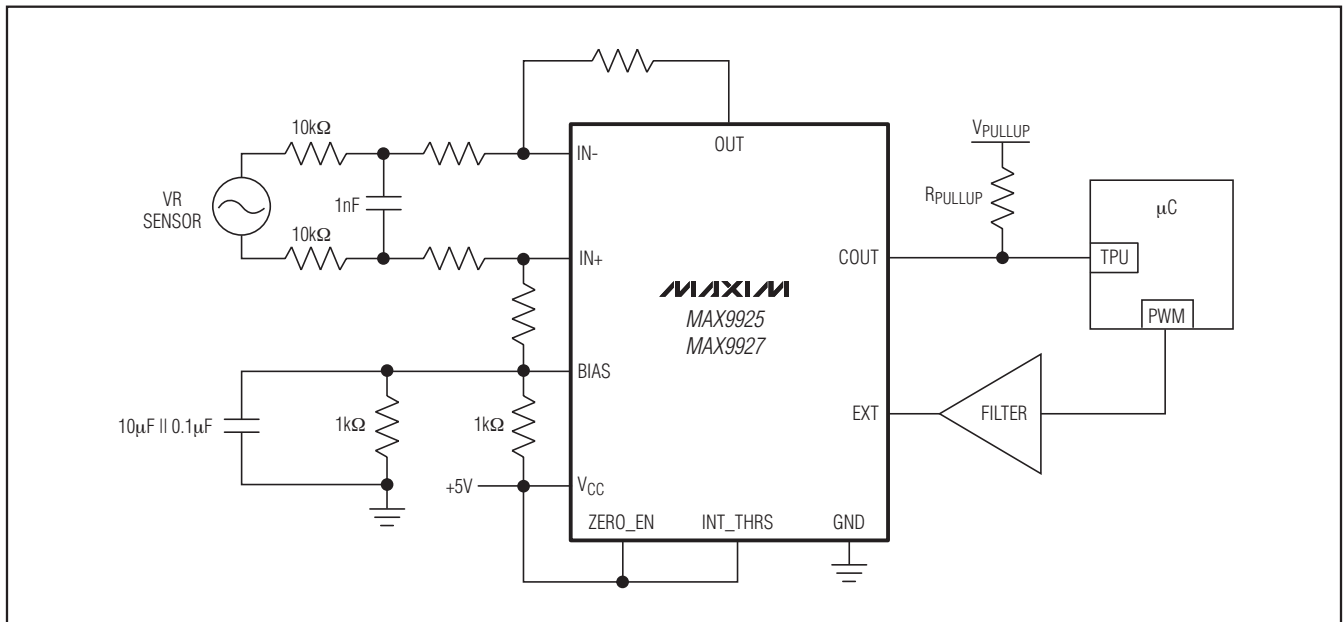 10kΩ
OUT
VPULLUP
IN-
VR
SENSOR
1nF
RPULLUP
µC
10kΩ
IN+
COUT
TPU
MAXIM
MAX9925
MAX9927
PWM
BIAS
10µF II 0.1µF
1kΩ
1kΩ
EXT
FILTER
+5V
VCC
ZERO_EN
INT_THRS
GND